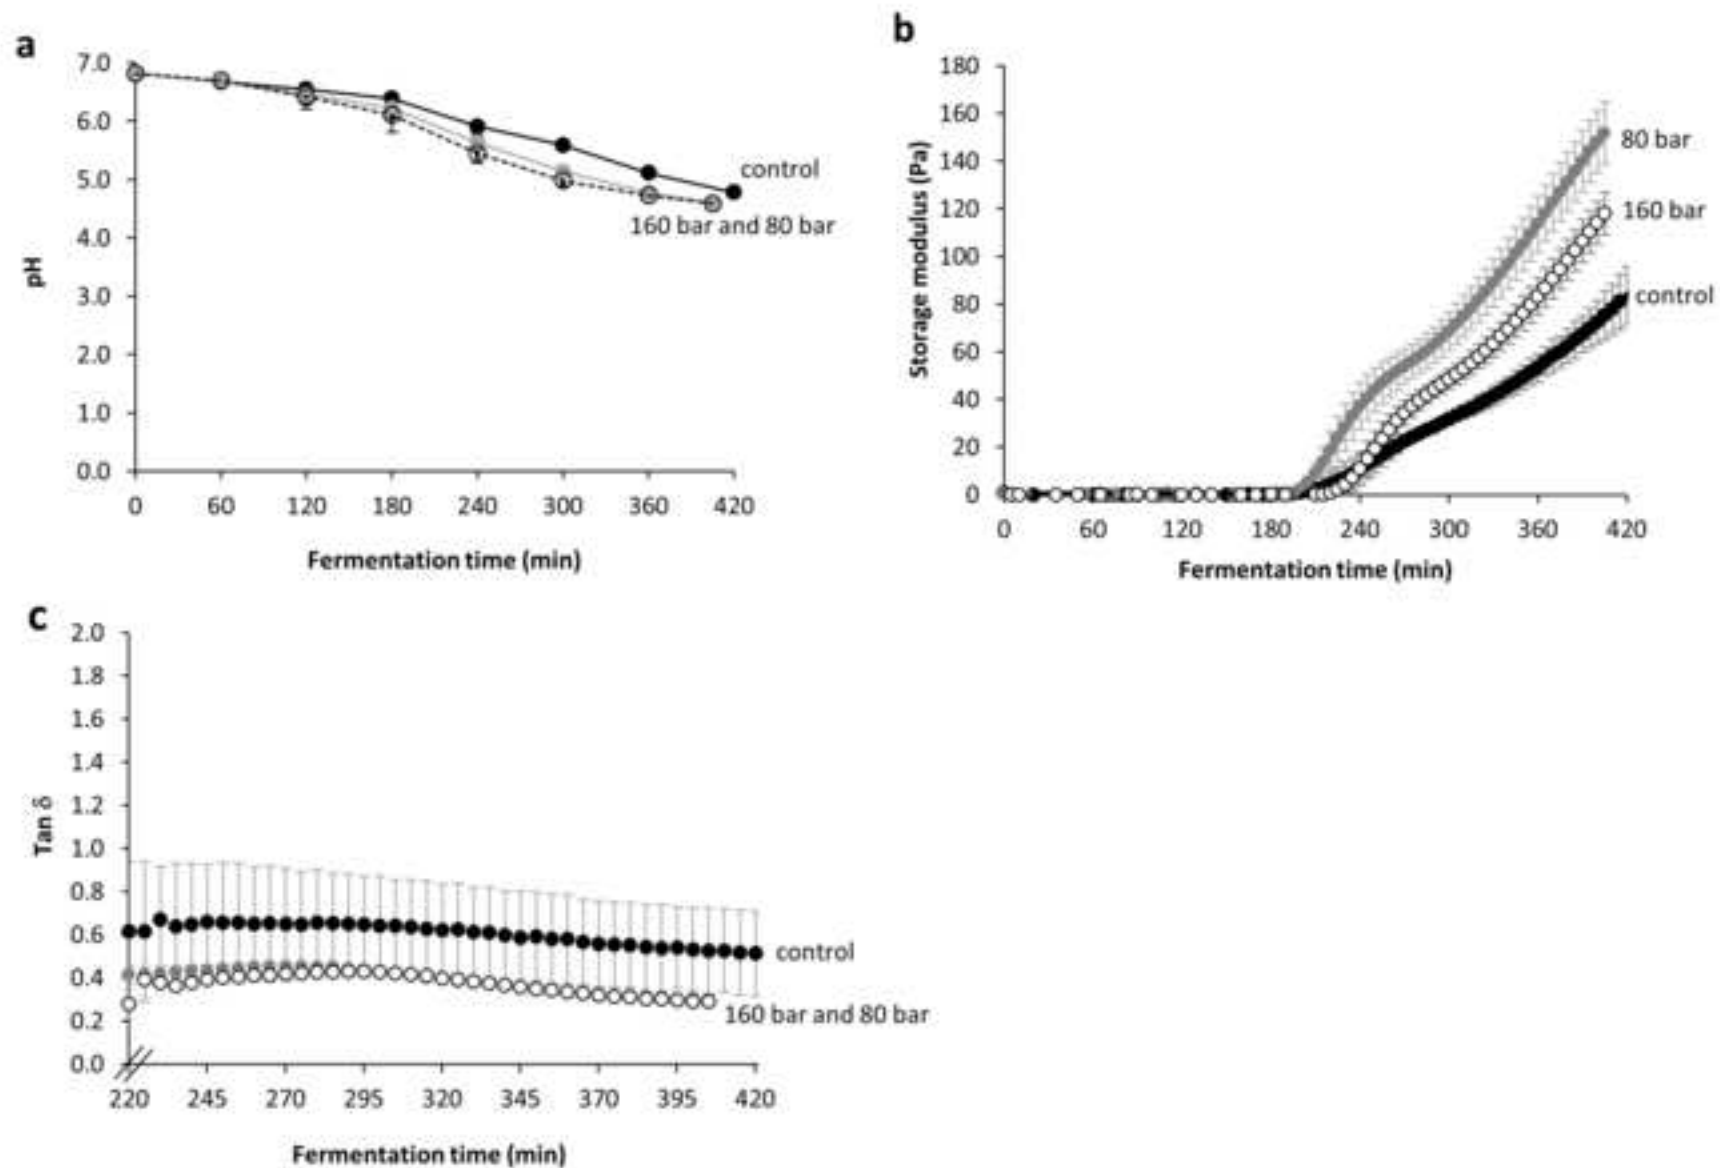 a
7.0
6.0
5.0
4.0
3.0
2.0
1.0
0.0
pH
0 60 120 180 240 300 360 420
Fermentation time (min)
control
160 bar and 80 bar
b
180
160
140
120
100
80
60
40
20
0
Storage modulus (Pa)
0 60 120 180 240 300 360 420
Fermentation time (min)
80 bar
160 bar
control
c
2.0
1.8
1.6
1.4
1.2
1.0
0.8
0.6
0.4
0.2
0.0
Tan δ
220 245 270 295 320 345 370 395 420
Fermentation time (min)
control
160 bar and 80 bar